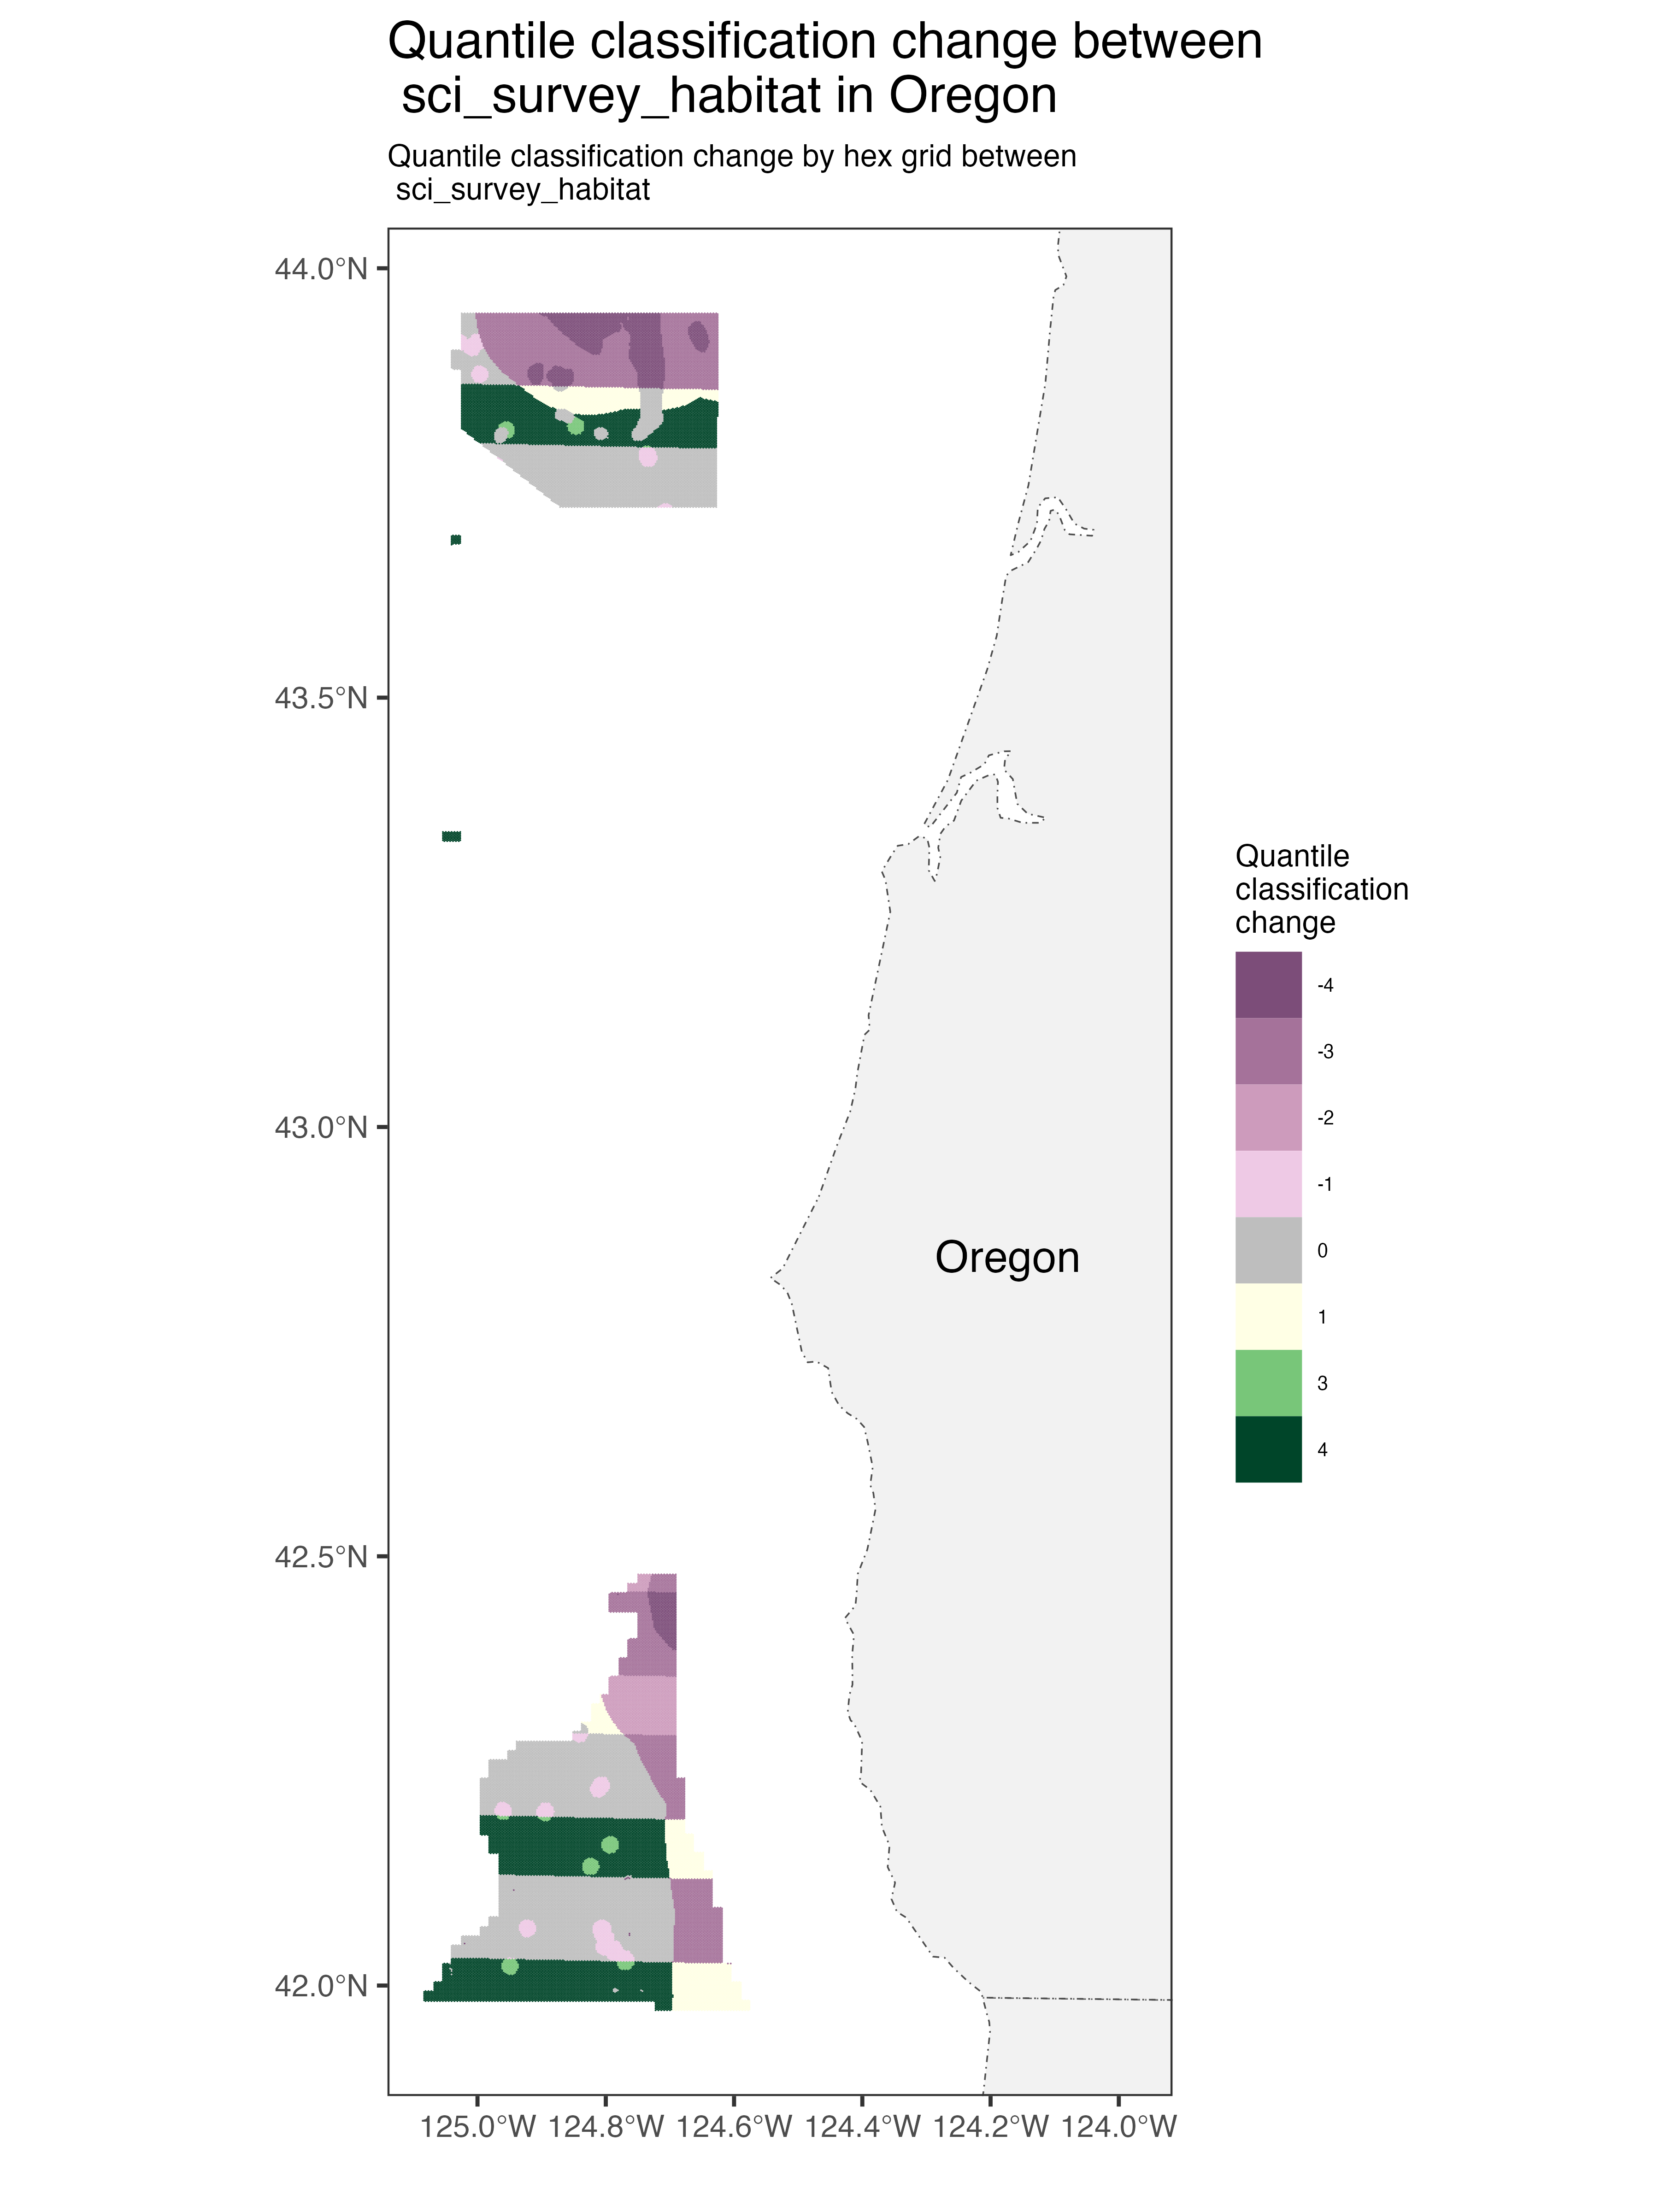 Quantile classification change between
sci_survey_habitat in Oregon
Quantile classification change by hex grid between
sci_survey_habitat
44.0°N
43.5°N
43.0°N
42.5°N
42.0°N
Oregon
125.0°W 124.8°W 124.6°W 124.4°W 124.2°W 124.0°W
Quantile
classification
change
-4
-3
-2
-1
0
1
3
4